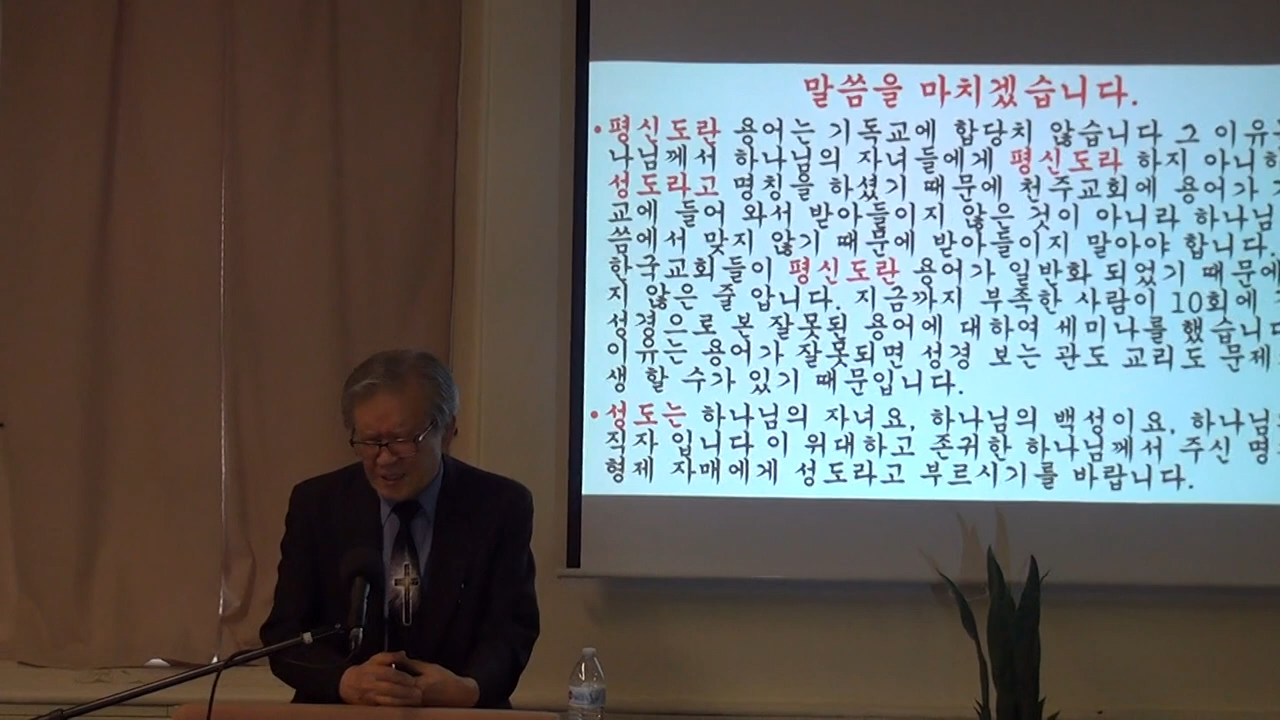 말씀을 마치겠습니다.
•평신도란 용어는 기독교에 합당치 않습니다 그 이유
나님께서 하나님의 자녀들에게 평신도라 하지 아니하
성도라고 명칭을 하셨기 때문에 천주교회에 용어가
교에 들어 와서 받아들이지 않은 것이 아니라 하나님
씀에서 맞지 않기 때문에 받아들이지 말아야 합니다.
한국교회들이 평신도란 용어가 일반화 되었기 때문에
지 않은 줄 압니다. 지금까지 부족한 사람이 10회에
성경으로 본 잘못된 용어에 대하여 세미나를 했습니다
이유는 용어가 잘못되면 성경 보는 관도 교리도 문제
생 할 수가 있기 때문입니다.
•성도는 하나님의 자녀요, 하나님의 백성이요, 하나님
직자 입니다 이 위대하고 존귀한 하나님께서 주신 명
형제 자매에게 성도라고 부르시기를 바랍니다.